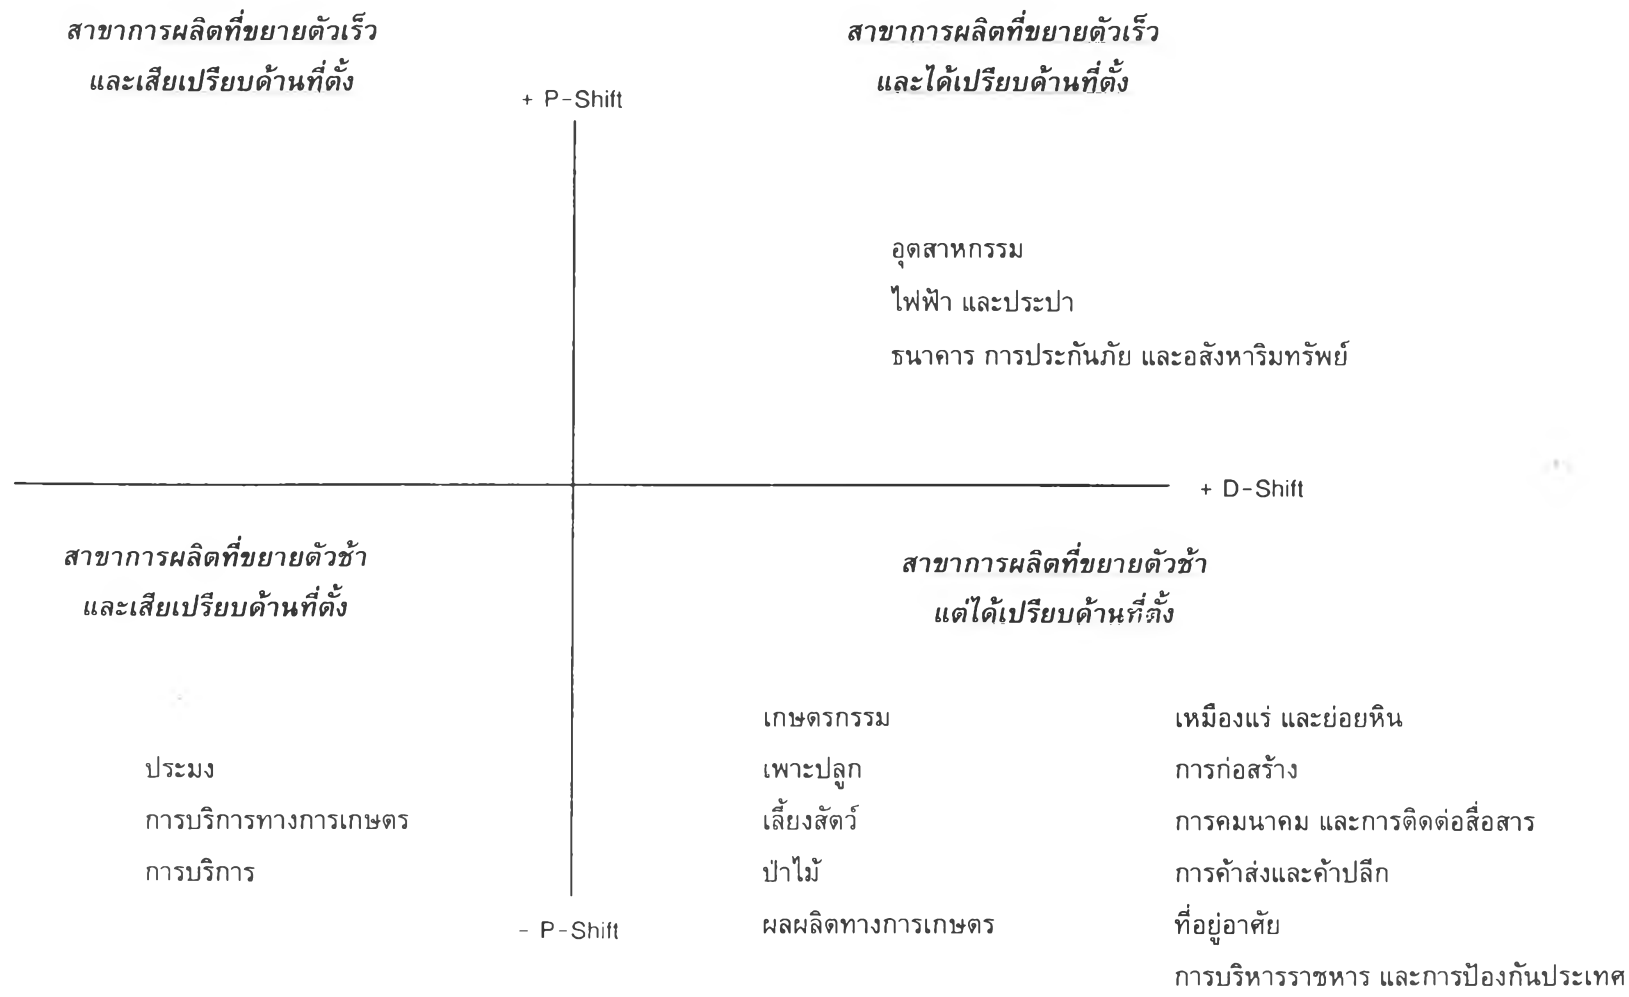 สาขาการผลิตที่ขยายตัวเร็ว
และเสียเปรียบด้านที่ตั้ง
สาขาการผลิตที่ขยายตัวเร็ว
และได้เปรียบด้านที่ตั้ง
+ P-Shift
อุตสาหกรรม
ไฟฟ้า และประปา
ธนาคาร การประกันภัย และอสังหาริมทรัพย์
+ D-Shift
สาขาการผลิตที่ขยายตัวช้า
และเสียเปรียบด้านที่ตั้ง
สาขาการผลิตที่ขยายตัวช้า
แต่ได้เปรียบด้านที่ตั้ง
ประมง
การบริการทางการเกษตร
การบริการ
เกษตรกรรม
เพาะปลูก
เลี้ยงสัตว์
ป่าไม้
ผลผลิตทางการเกษตร
เหมืองแร่ และย่อยหิน
การก่อสร้าง
การคมนาคม และการติดต่อสื่อสาร
การค้าส่งและค้าปลีก
ที่อยู่อาศัย
การบริหารราชหาร และการป้องกันประเทศ
- P-Shift